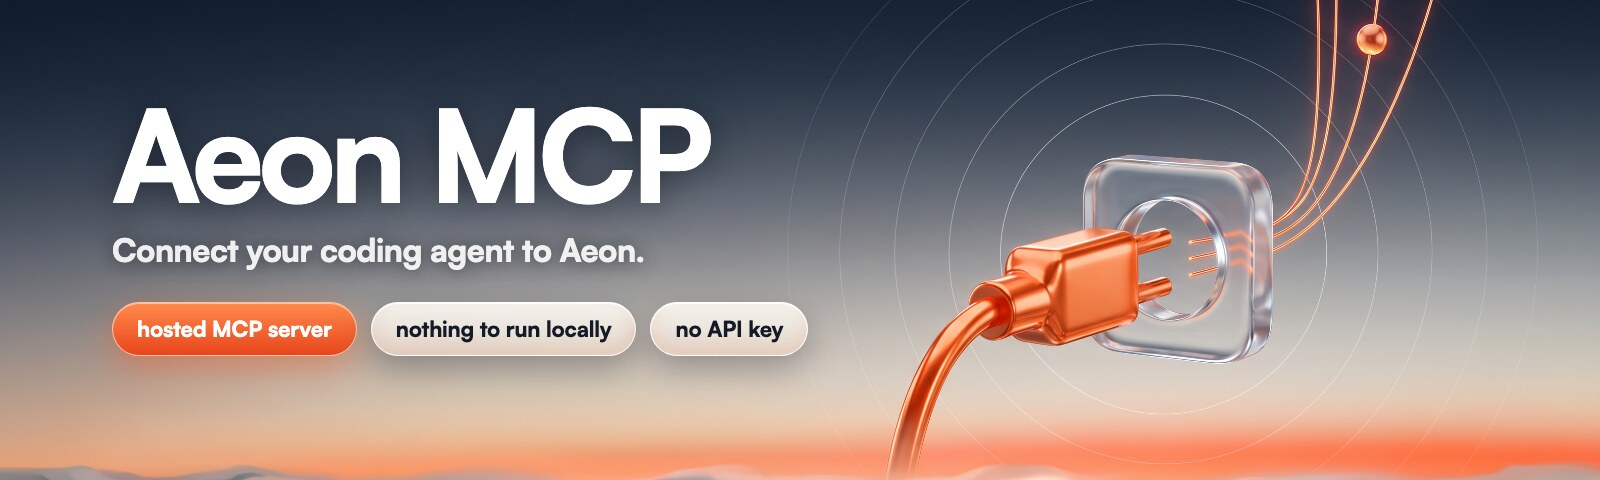 Aeon MCP
Connect your coding agent to Aeon.
hosted MCP server
nothing to run locally
no API key